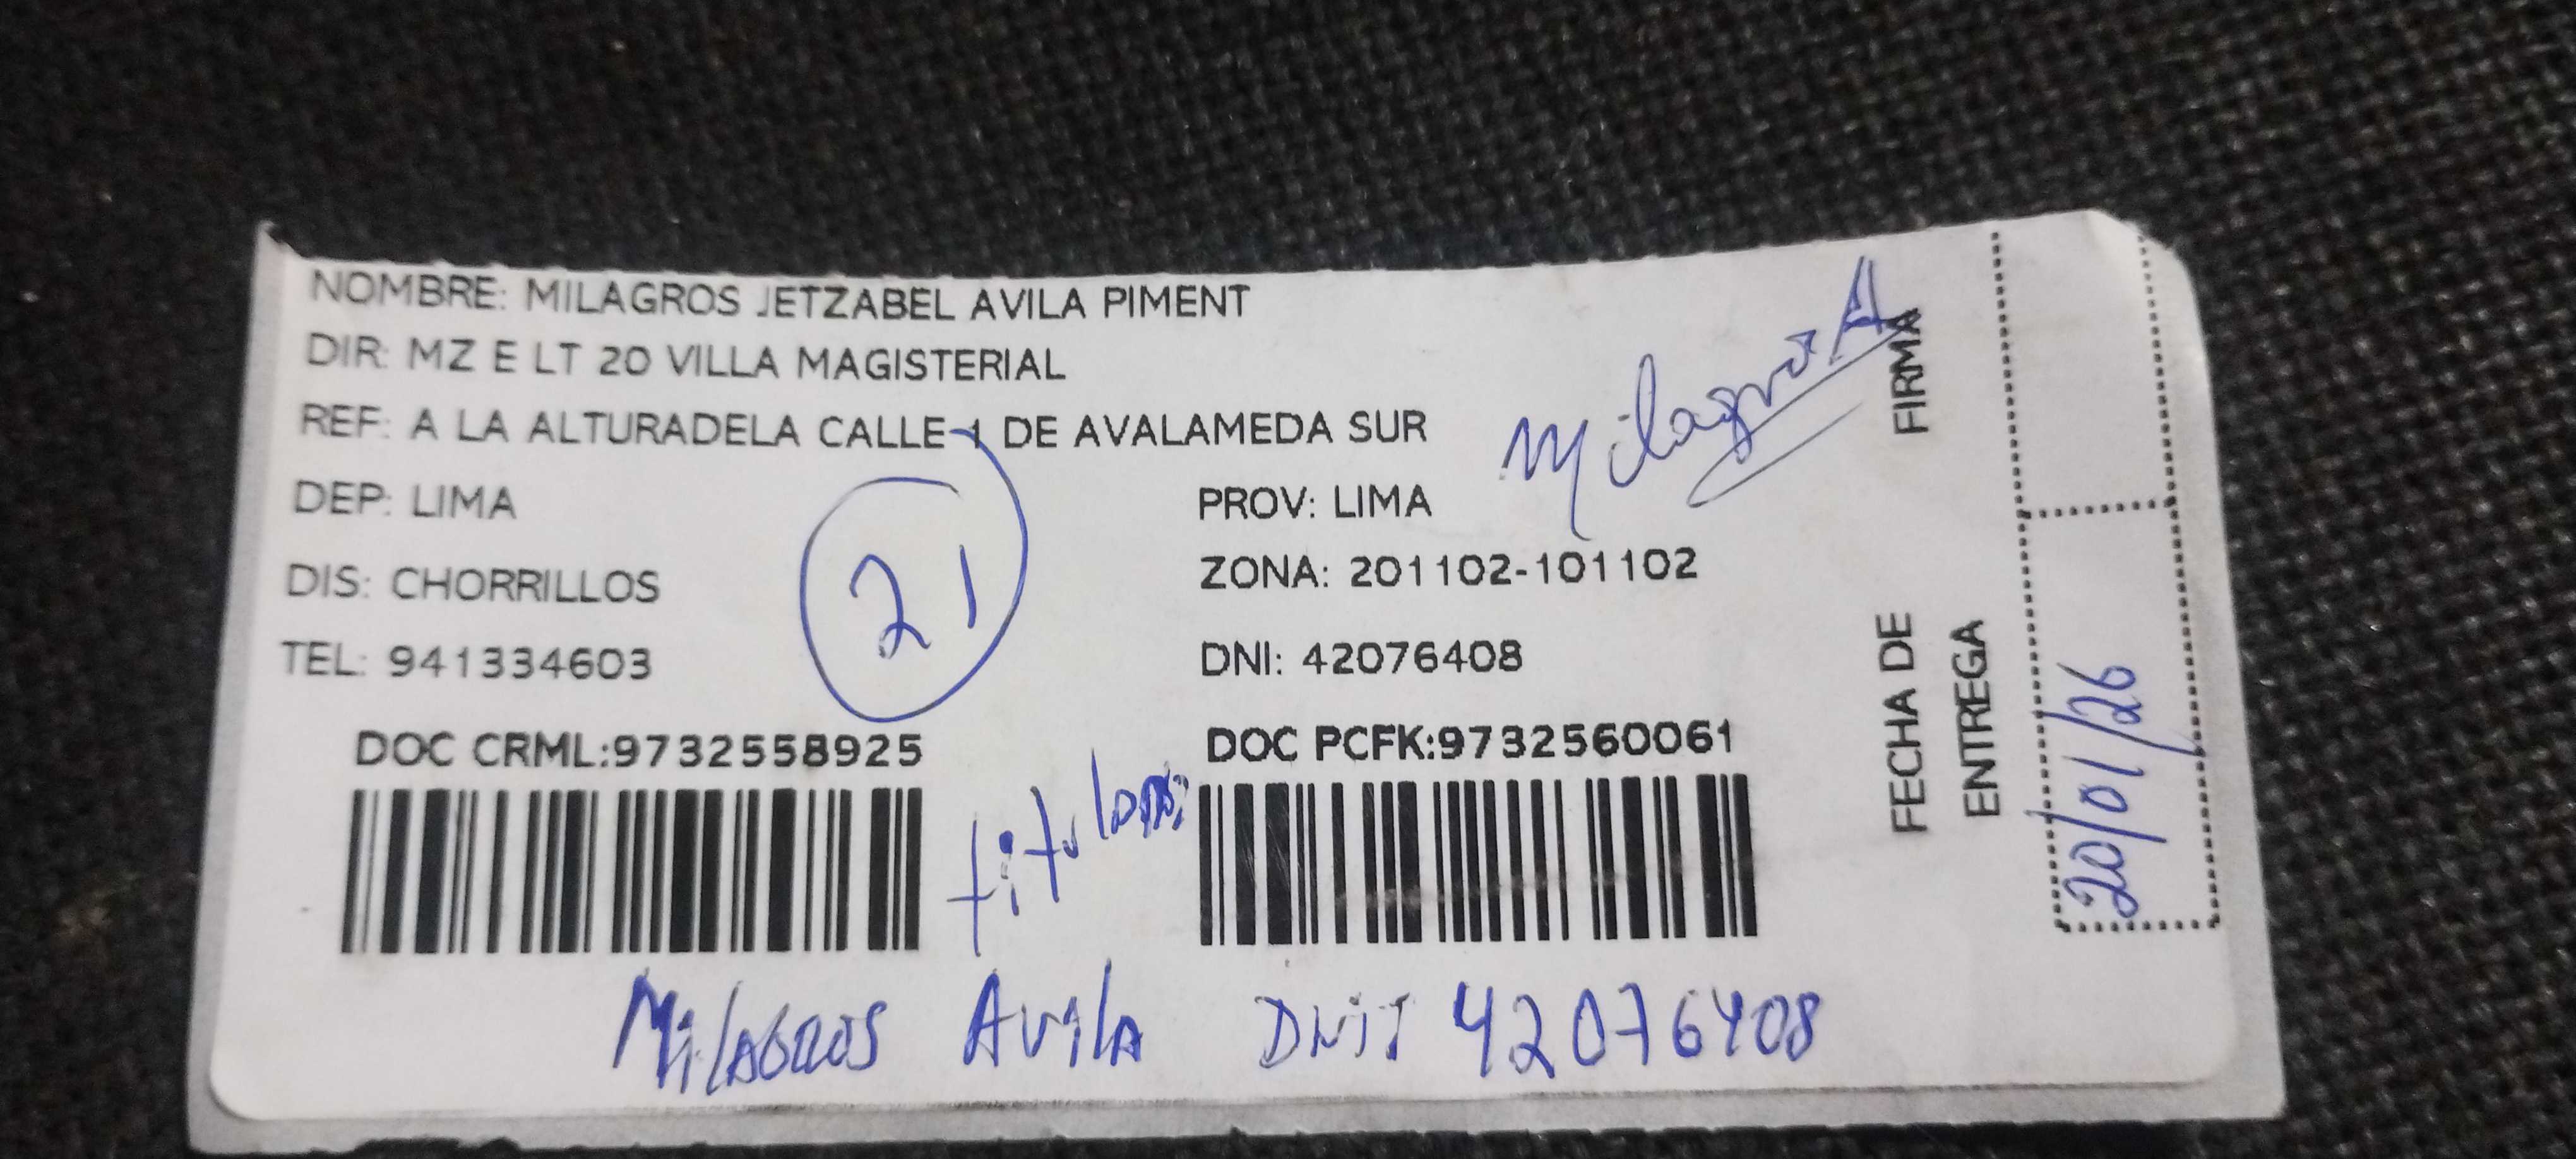 NOMBRE: MILAGROS JETZABEL AVILA PIMENT
DIR: MZ E LT 20 VILLA MAGISTERIAL
REF: A LA ALTURADELA CALLE 1 DE AVALAMEDA SUR
DEP: LIMA
PROV: LIMA
DIS: CHORRILLOS
ZONA: 201102-101102
TEL: 941334603
DNI: 42076408
21
DOC CRML:9732558925
DOC PCFK:9732560061
Milagros A
FIRMA
FECHA DE
ENTREGA
20/01/26
MilAGROS AvilA DNI 42076408